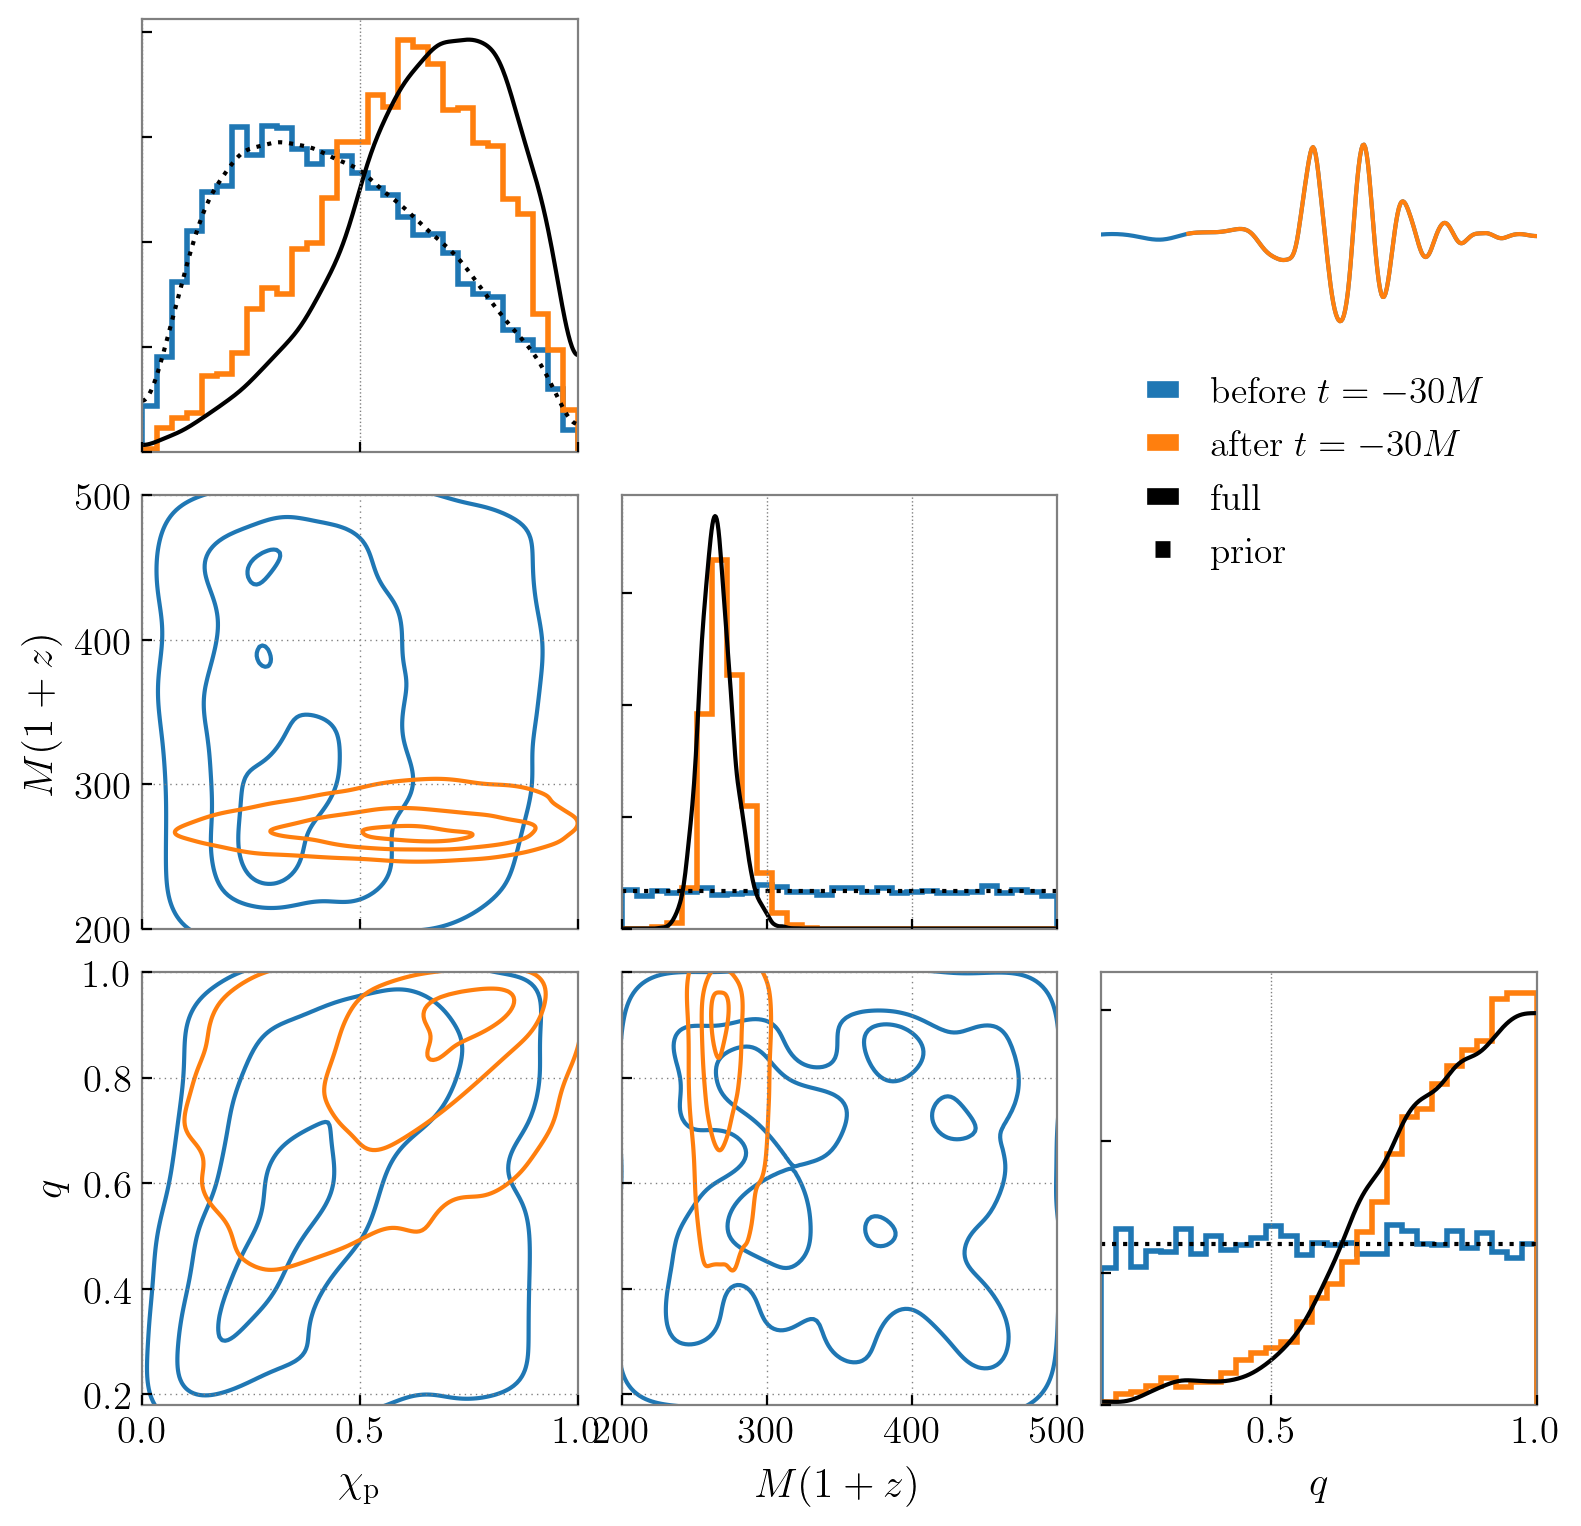 before t = −30M
after t = −30M
full
prior
500
400
300
200
M(1 + z)
1.0
0.8
0.6
0.4
0.2
q
0.0 0.5 1.0
200 300 400 500
0.5 1.0
χp
M(1 + z)
q